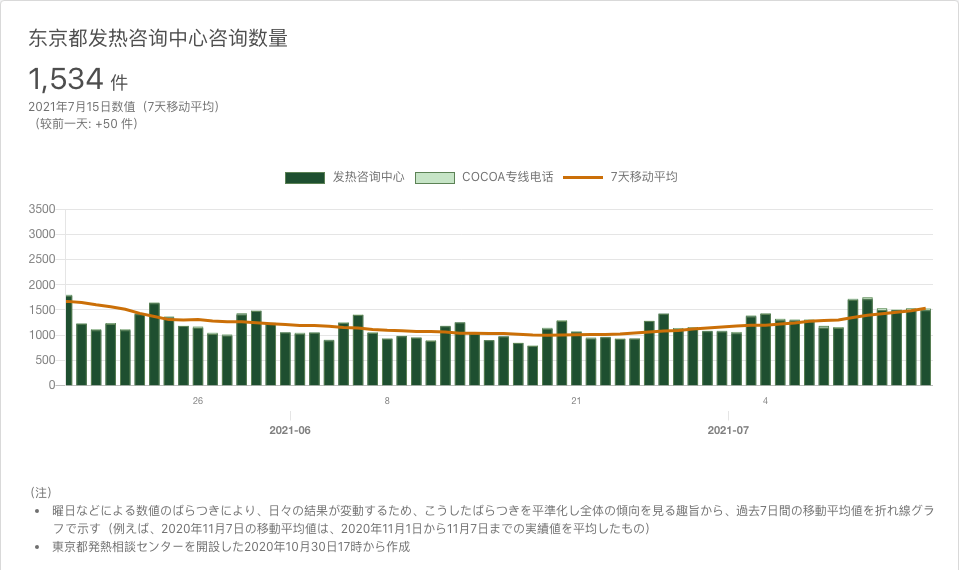 东京都发热咨询中心咨询数量
1,534 件
2021年7月15日数值（7天移动平均）
（较前一天: +50 件）
发热咨询中心 COCOA专线电话 7天移动平均
3500
3000
2500
2000
1500
1000
500
0
26 8 21 4
2021-06 2021-07
（注）
• 曜日などによる数値のばらつきにより、日々の結果が変動するため、こうしたばらつきを平準化し全体の傾向を見る趣旨から、過去7日間の移動平均値を折れ線グラ
フで示す（例えば、2020年11月7日の移動平均値は、2020年11月1日から11月7日までの実績値を平均したもの）
• 東京都発熱相談センターを開設した2020年10月30日17時から作成